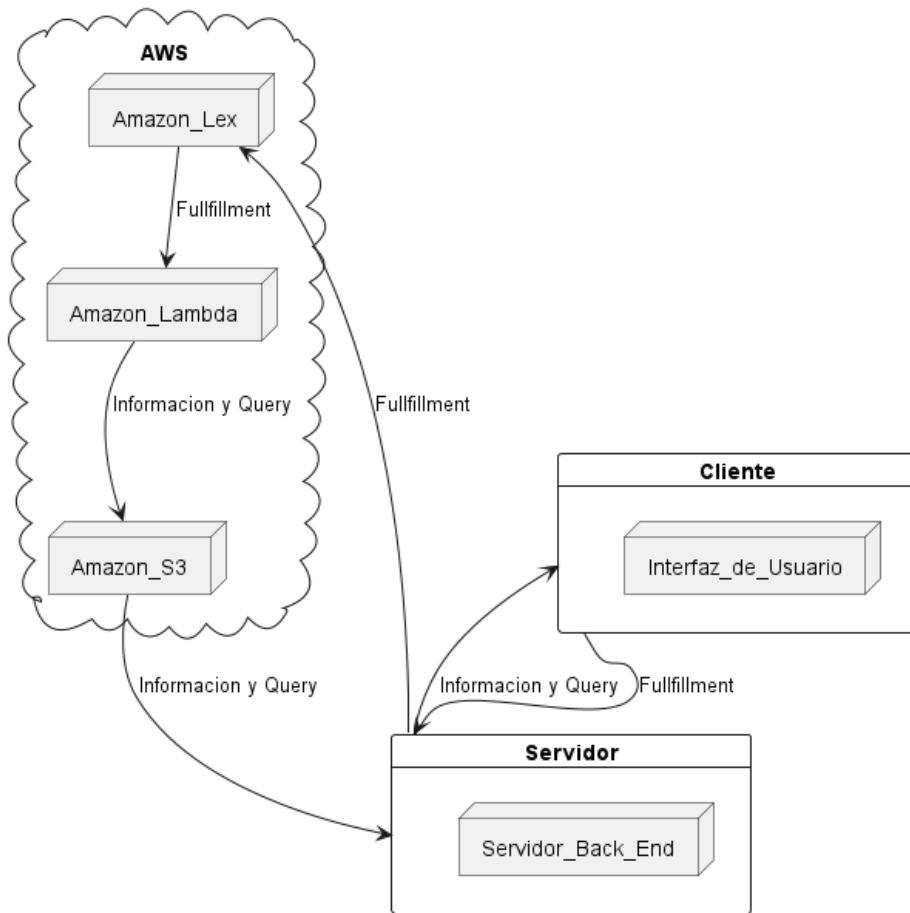 AWS
Amazon_Lex
Fullfillment
Amazon_Lambda
Informacion y Query
Fullfillment
Cliente
Amazon_S3
Interfaz_de_Usuario
Informacion y Query
Informacion y Query
Fullfillment
Servidor
Servidor_Back_End